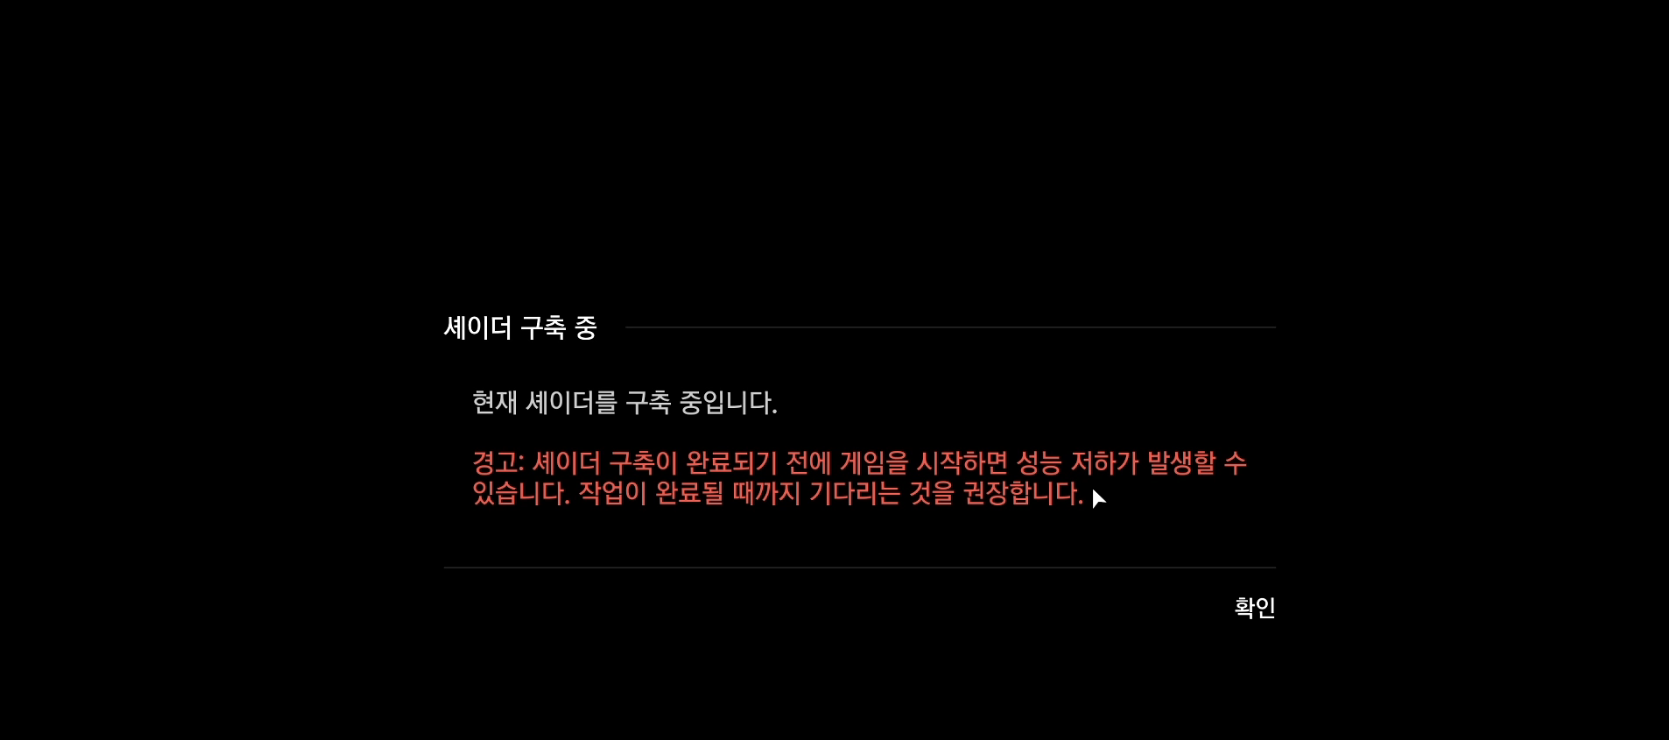 셰이더 구축 중
현재 셰이더를 구축 중입니다.
경고: 셰이더 구축이 완료되기 전에 게임을 시작하면 성능 저하가 발생할 수
있습니다. 작업이 완료될 때까지 기다리는 것을 권장합니다.
확인